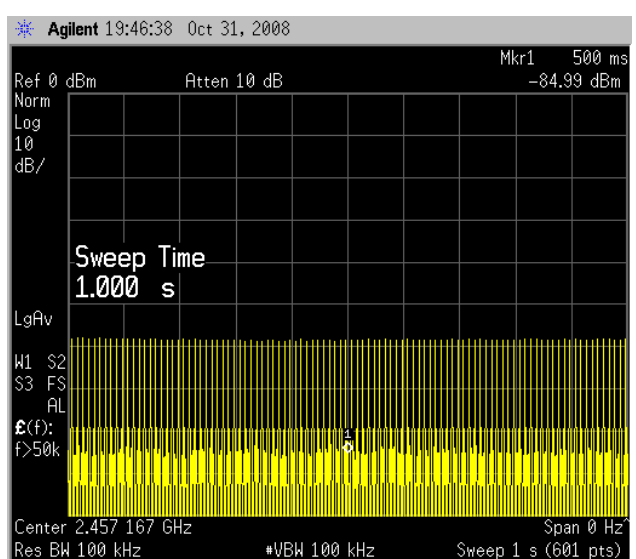 Agilent 19:46:38 Oct 31, 2008
Mkr1 500 ms
Ref 0 dBm Atten 10 dB -84.99 dBm
Norm
Log
10
dB/
Sweep Time
1.000 s
LgAv
W1 S2
S3 FS
AL
£(f):
f>50k
1
Center 2.457 167 GHz Span 0 Hz^
Res BW 100 kHz #VBW 100 kHz Sweep 1 s (601 pts)